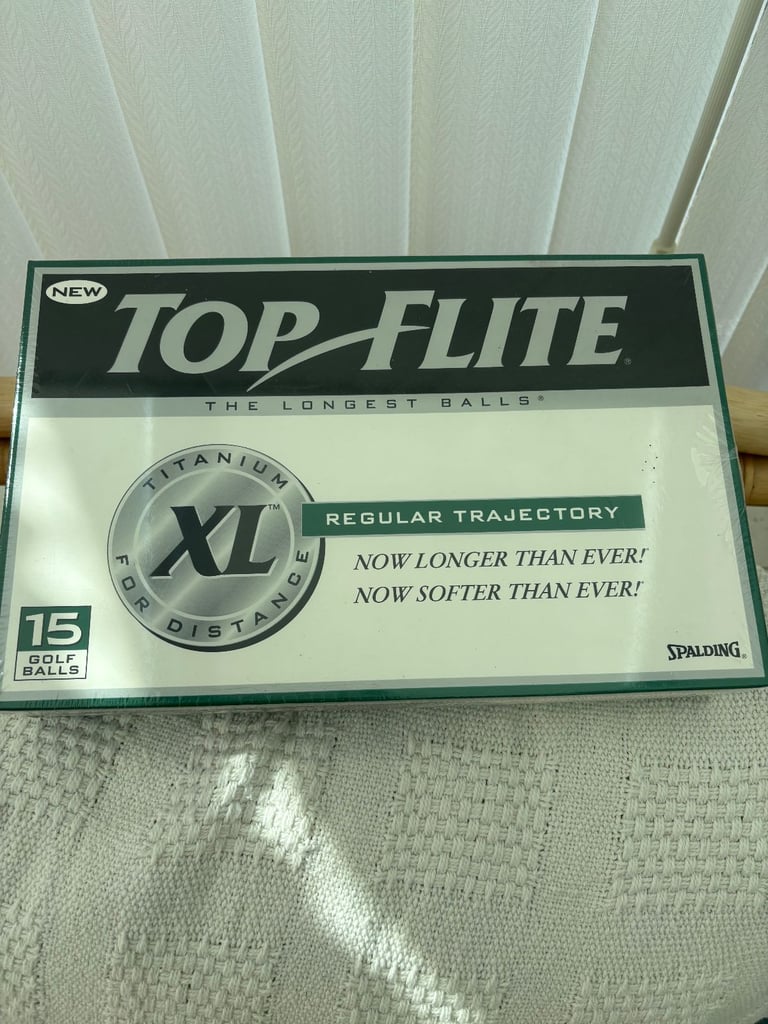 NEW
TOP FLITE®
THE LONGEST BALLS®
TITANIUM
XL™
FOR DISTANCE
REGULAR TRAJECTORY
NOW LONGER THAN EVER!
NOW SOFTER THAN EVER!
15
GOLF
BALLS
SPALDING®